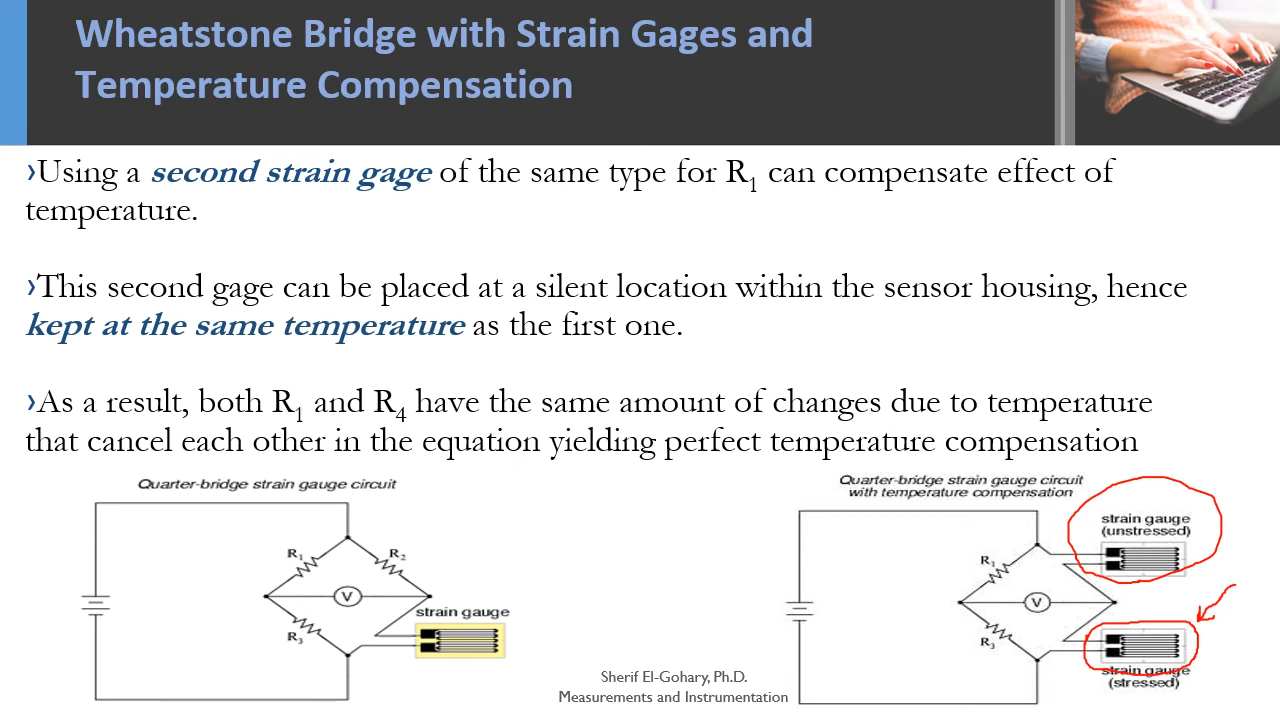 Wheatstone Bridge with Strain Gages and
Temperature Compensation
›Using a second strain gage of the same type for R₁ can compensate effect of
temperature.
›This second gage can be placed at a silent location within the sensor housing, hence
kept at the same temperature as the first one.
›As a result, both R₁ and R₄ have the same amount of changes due to temperature
that cancel each other in the equation yielding perfect temperature compensation
Quarter-bridge strain gauge circuit
R₁
R₂
V
R₃
strain gauge
Quarter-bridge strain gauge circuit
with temperature compensation
strain gauge
(unstressed)
R₁
V
R₃
strain gauge
(stressed)
Sherif El-Gohary, Ph.D.
Measurements and Instrumentation